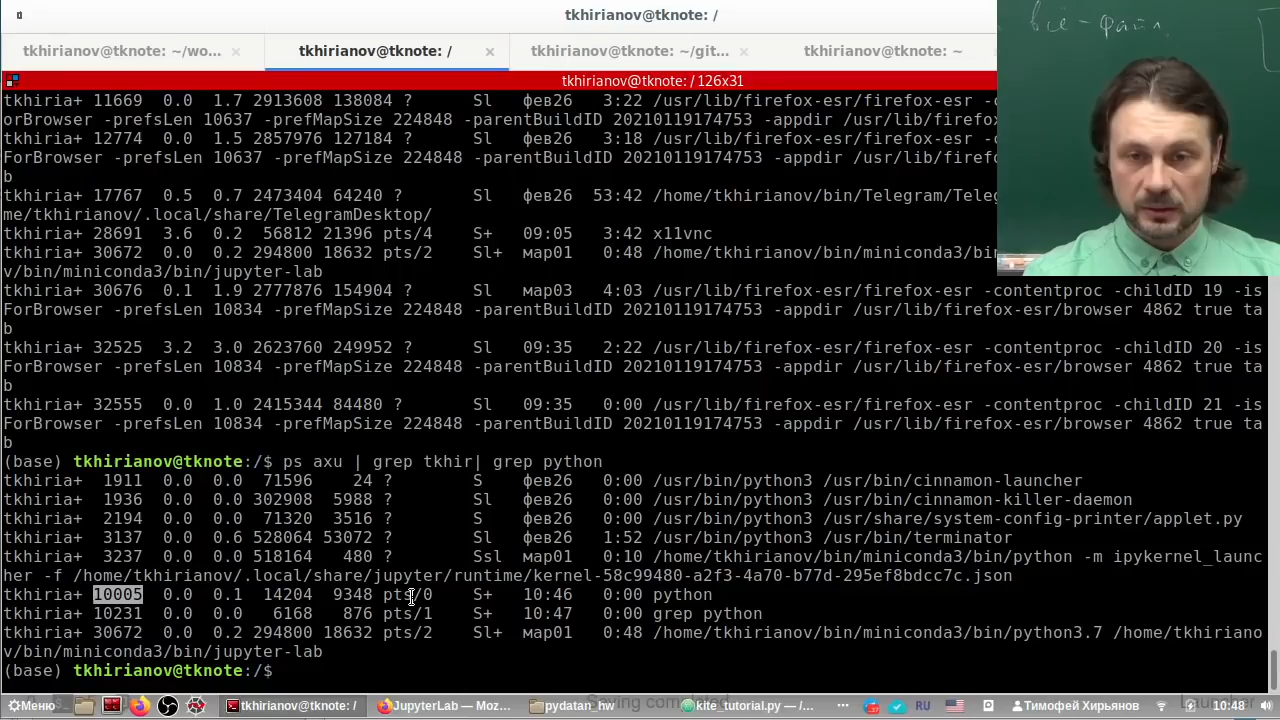 tkhirianov@tknote: /
все-файл
tkhirianov@tknote: ~/wo... × tkhirianov@tknote: / × tkhirianov@tknote: ~/git... × tkhirianov@tknote: ~
tkhirianov@tknote: / 126x31
tkhiria+ 11669 0.0 1.7 2913608 138084 ? Sl фев26 3:22 /usr/lib/firefox-esr/firefox-esr -c
orBrowser -prefsLen 10637 -prefMapSize 224848 -parentBuildID 20210119174753 -appdir /usr/li
tkhiria+ 12774 0.0 1.5 2857976 127184 ? Sl фев26 3:18 /usr/lib/firefox-esr/firefox-esr -
ForBrowser -prefsLen 10637 -prefMapSize 224848 -parentBuildID 20210119174753 -appdir /usr/l
b
tkhiria+ 17767 0.5 0.7 2473404 64240 ? Sl фев26 53:42 /home/tkhirianov/bin/Telegram/Tele
me/tkhirianov/.local/share/TelegramDesktop/
tkhiria+ 28691 3.6 0.2 56812 21396 pts/4 S+ 09:05 3:42 x11vnc
tkhiria+ 30672 0.0 0.2 294800 18632 pts/2 Sl+ мар01 0:48 /home/tkhirianov/bin/miniconda3/bin
v/bin/miniconda3/bin/jupyter-lab
tkhiria+ 30676 0.1 1.9 2777876 154904 ? Sl мар03 4:03 /usr/lib/firefox-esr/firefox-esr -contentproc -childID 19 -is
ForBrowser -prefsLen 10834 -prefMapSize 224848 -parentBuildID 20210119174753 -appdir /usr/lib/firefox-esr/browser 4862 true ta
b
tkhiria+ 32525 3.2 3.0 2623760 249952 ? Sl 09:35 2:22 /usr/lib/firefox-esr/firefox-esr -contentproc -childID 20 -is
ForBrowser -prefsLen 10834 -prefMapSize 224848 -parentBuildID 20210119174753 -appdir /usr/lib/firefox-esr/browser 4862 true ta
b
tkhiria+ 32555 0.0 1.0 2415344 84480 ? Sl 09:35 0:00 /usr/lib/firefox-esr/firefox-esr -contentproc -childID 21 -is
ForBrowser -prefsLen 10834 -prefMapSize 224848 -parentBuildID 20210119174753 -appdir /usr/lib/firefox-esr/browser 4862 true ta
b
(base) tkhirianov@tknote:/$ ps axu | grep tkhir| grep python
tkhiria+ 1911 0.0 0.0 71596 24 ? S фев26 0:00 /usr/bin/python3 /usr/bin/cinnamon-launcher
tkhiria+ 1936 0.0 0.0 302908 5988 ? Sl фев26 0:00 /usr/bin/python3 /usr/bin/cinnamon-killer-daemon
tkhiria+ 2194 0.0 0.0 71320 3516 ? S фев26 0:00 /usr/bin/python3 /usr/share/system-config-printer/applet.py
tkhiria+ 3137 0.0 0.6 528064 53072 ? Sl фев26 1:52 /usr/bin/python3 /usr/bin/terminator
tkhiria+ 3237 0.0 0.0 518164 480 ? Ssl мар01 0:10 /home/tkhirianov/bin/miniconda3/bin/python -m ipykernel_launc
her -f /home/tkhirianov/.local/share/jupyter/runtime/kernel-58c99480-a2f3-4a70-b77d-295ef8bdcc7c.json
tkhiria+ 10005 0.0 0.1 14204 9348 pts/0 S+ 10:46 0:00 python
tkhiria+ 10231 0.0 0.0 6168 876 pts/1 S+ 10:47 0:00 grep python
tkhiria+ 30672 0.0 0.2 294800 18632 pts/2 Sl+ мар01 0:48 /home/tkhirianov/bin/miniconda3/bin/python3.7 /home/tkhiriano
v/bin/miniconda3/bin/jupyter-lab
(base) tkhirianov@tknote:/$
Saving completed Launcher
Меню tkhirianov@tknote: / JupyterLab — Moz... pydatan_hw kite_tutorial.py — /... ... RU Тимофей Хирьянов 10:48